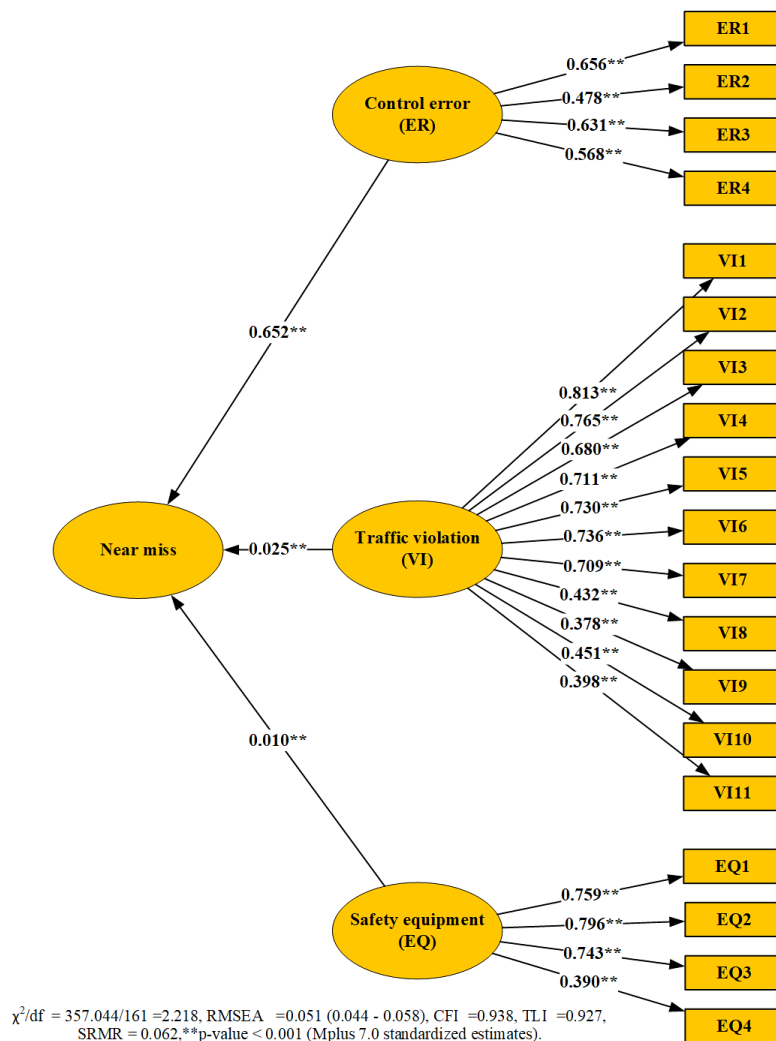 ER1
0.656**
ER2
Control error
(ER)
0.478**
ER3
0.631**
0.568**
ER4
VI1
VI2
0.652**
VI3
0.813**
0.765**
VI4
0.680**
0.711**
VI5
0.730**
VI6
0.736**
Near miss
0.025**
Traffic violation
(VI)
0.709**
VI7
0.432**
VI8
0.378**
0.451**
VI9
0.398**
0.010**
VI10
VI11
EQ1
0.759**
Safety equipment
(EQ)
0.796**
EQ2
0.743**
EQ3
0.390**
EQ4
χ²/df = 357.044/161 =2.218, RMSEA =0.051 (0.044 - 0.058), CFI =0.938, TLI =0.927,
SRMR = 0.062,**p-value < 0.001 (Mplus 7.0 standardized estimates).